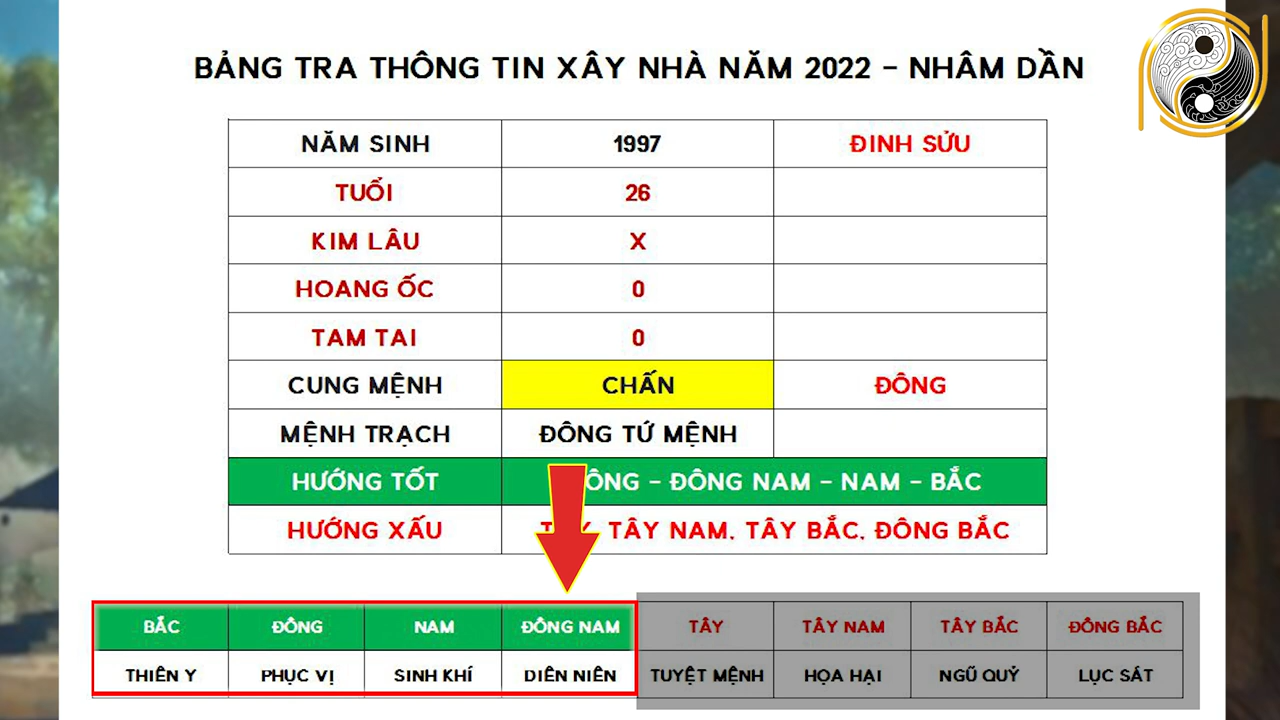 BẢNG TRA THÔNG TIN XÂY NHÀ NĂM 2022 - NHÂM DẦN
NĂM SINH 1997 ĐINH SỬU
TUỔI 26
KIM LÂU X
HOANG ỐC 0
TAM TAI 0
CUNG MỆNH CHẤN ĐÔNG
MỆNH TRẠCH ĐÔNG TỨ MỆNH
HƯỚNG TỐT - ĐÔNG NAM - NAM - BẮC
HƯỚNG XẤU TÂY NAM. TÂY BẮC. ĐÔNG BẮC
BẮC ĐÔNG NAM ĐÔNG NAM TÂY TÂY NAM TÂY BẮC ĐÔNG BẮC
THIÊN Y PHỤC VỊ SINH KHÍ DIÊN NIÊN TUYỆT MỆNH HỌA HẠI NGŨ QUỶ LỤC SÁT